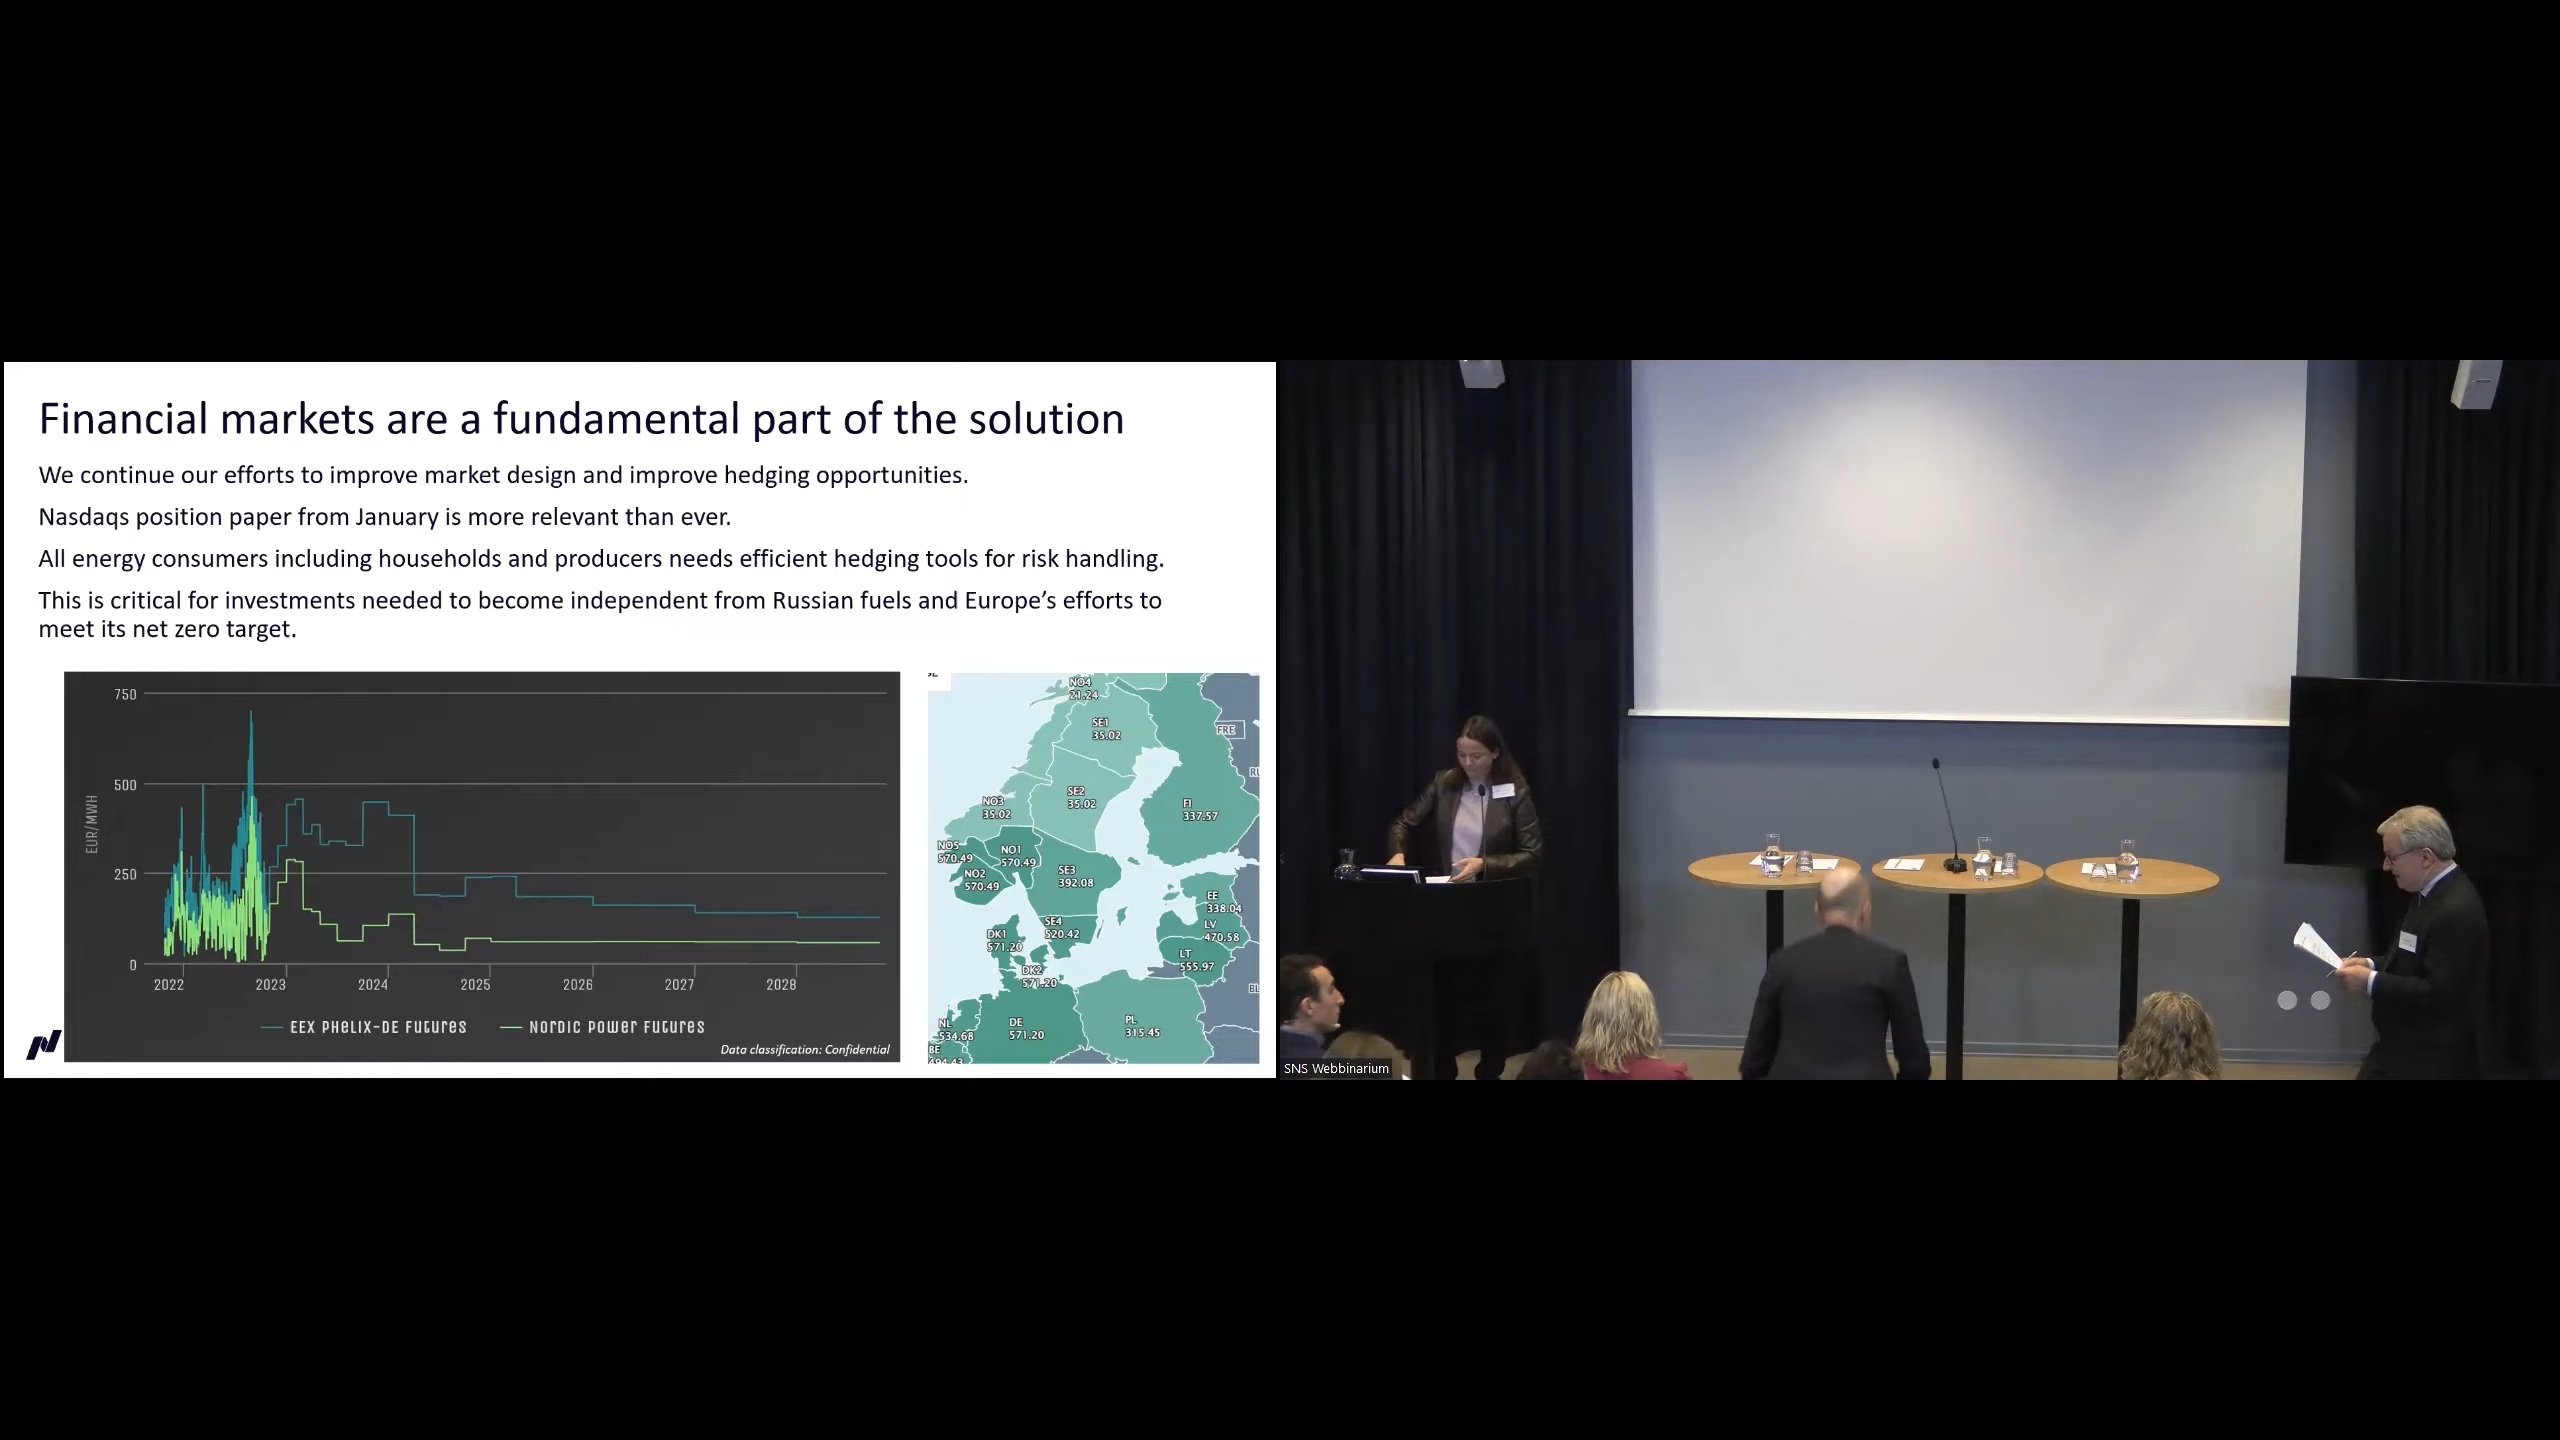 Financial markets are a fundamental part of the solution
We continue our efforts to improve market design and improve hedging opportunities.
Nasdaqs position paper from January is more relevant than ever.
All energy consumers including households and producers needs efficient hedging tools for risk handling.
This is critical for investments needed to become independent from Russian fuels and Europe’s efforts to
meet its net zero target.
750
500
250
0
EUR/MWH
2022 2023 2024 2025 2026 2027 2028
EEX PHELIX-DE FUTURES NORDIC POWER FUTURES
Data classification: Confidential
NO4
21.24
SE1
35.02
FRE
SE2
35.02
NO3
35.02
FI
337.57
NO5
570.49
NO1
570.49
NO2
570.49
SE3
392.08
EE
338.04
SE4
520.42
LV
470.58
DK1
571.20
LT
555.97
DK2
571.20
NL
534.68
DE
571.20
PL
315.45
BE
SNS Webbinarium